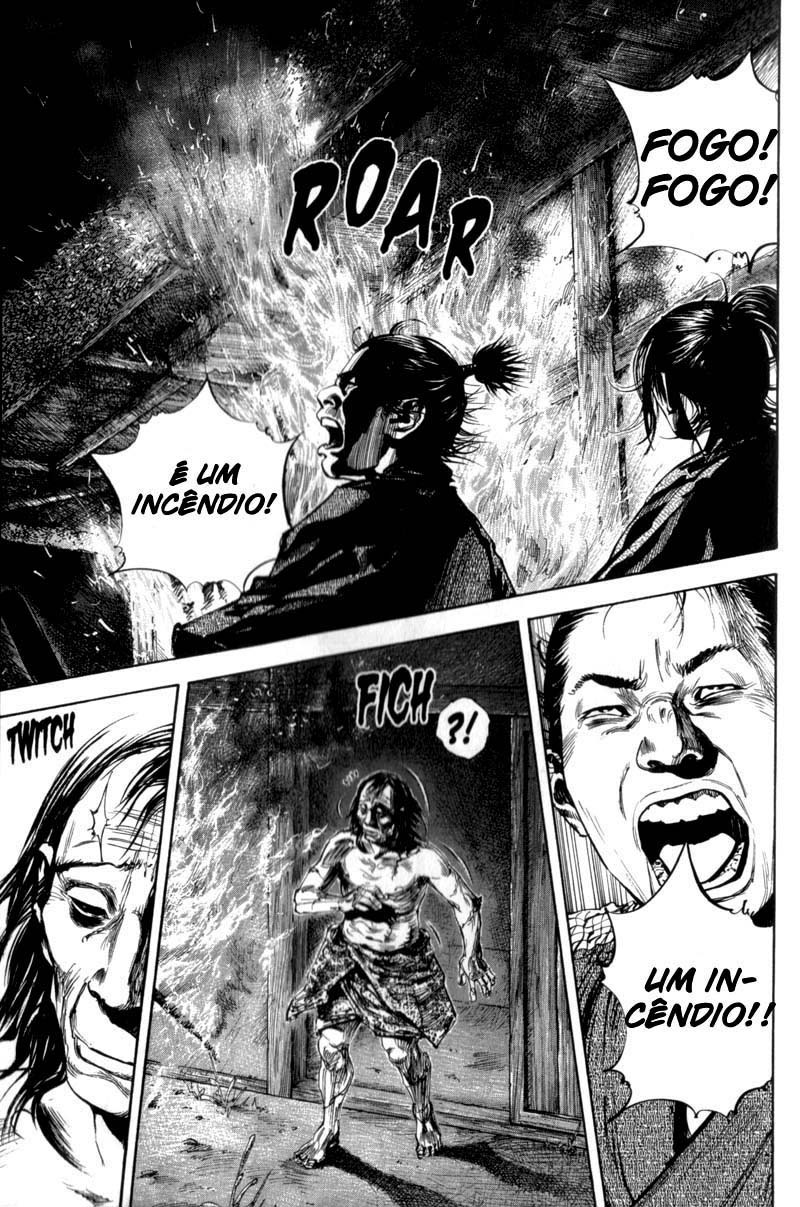 FOGO!
FOGO!
ROAR
É UM
INCÊNDIO!
UM IN-
CÊNDIO!!
FICH
?!
TWITCH